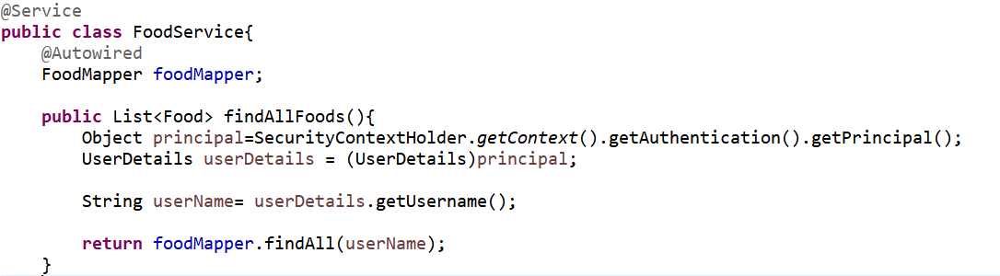 @Service
public class FoodService{
    @Autowired
    FoodMapper foodMapper;

    public List<Food> findAllFoods(){
        Object principal=SecurityContextHolder.getContext().getAuthentication().getPrincipal();
        UserDetails userDetails = (UserDetails)principal;

        String userName= userDetails.getUsername();

        return foodMapper.findAll(userName);
    }